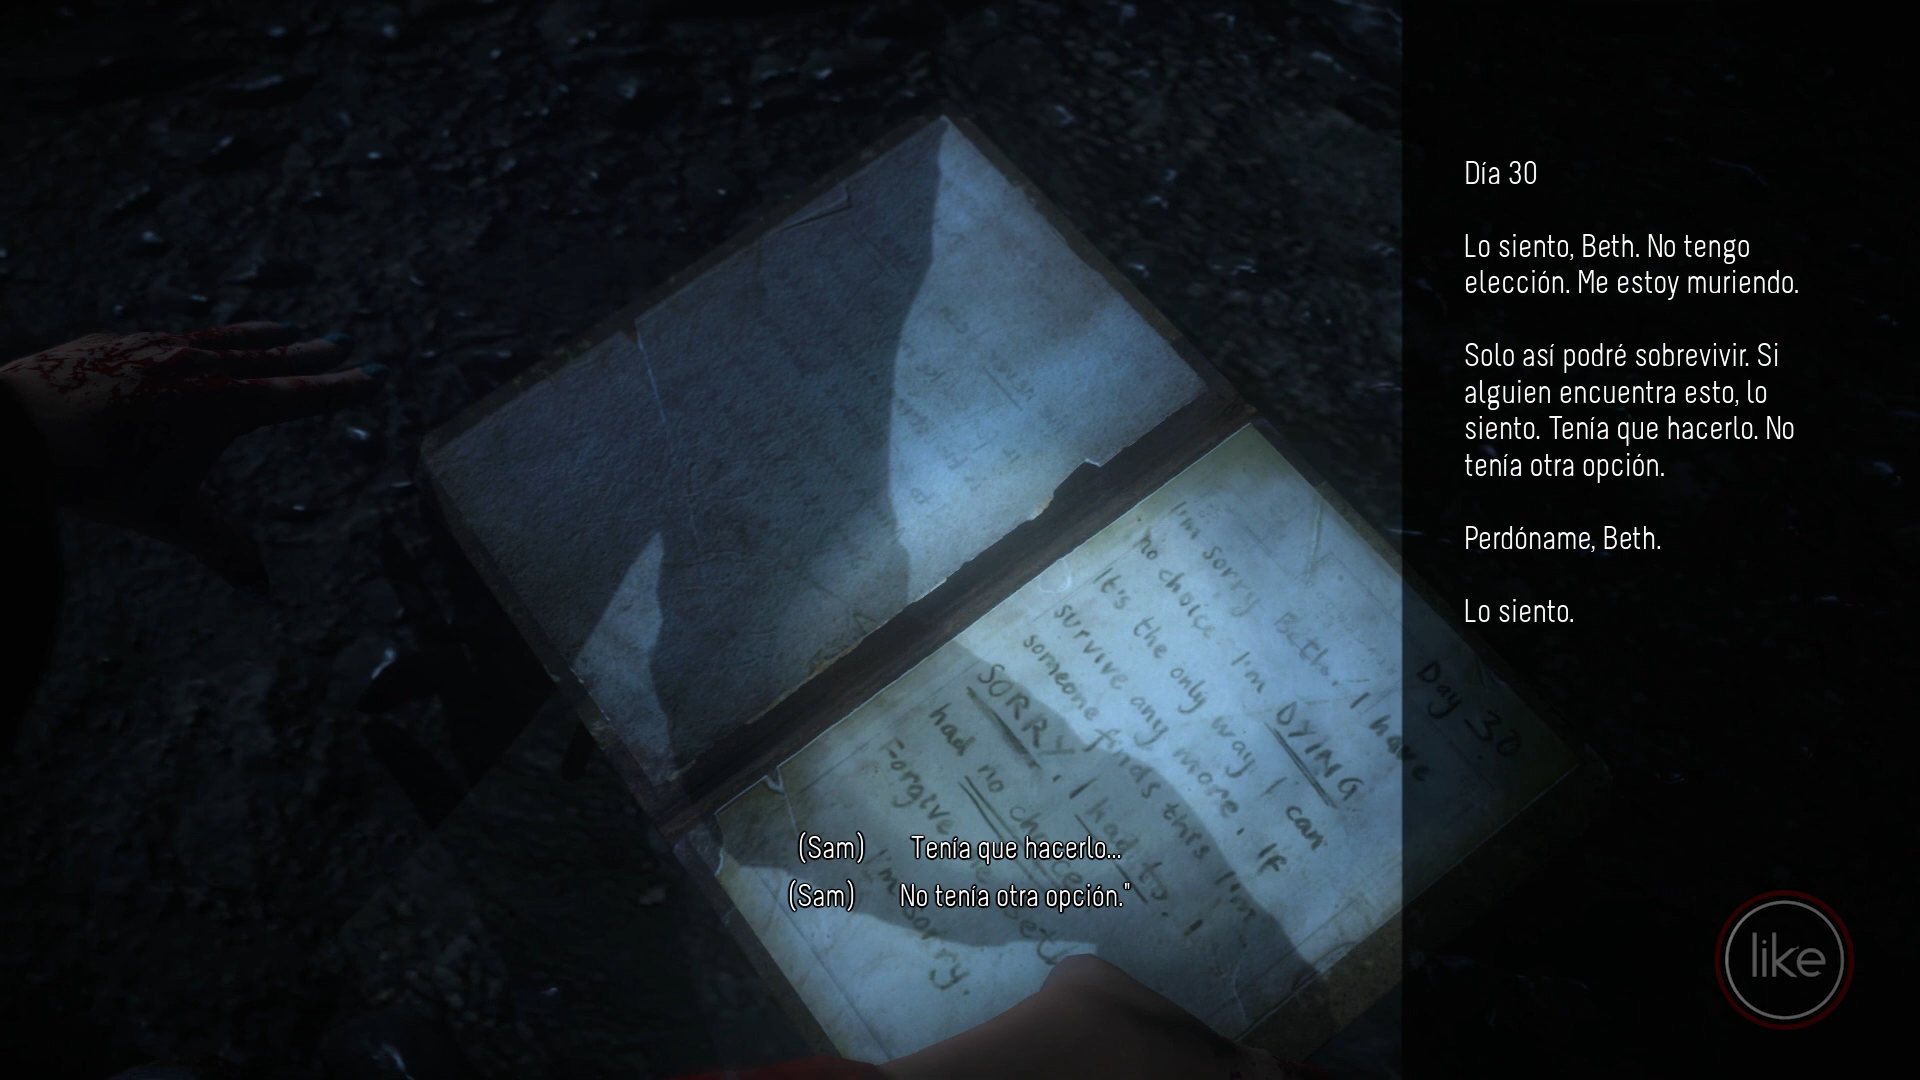 Día 30
Lo siento, Beth. No tengo
elección. Me estoy muriendo.
Solo así podré sobrevivir. Si
alguien encuentra esto, lo
siento. Tenía que hacerlo. No
tenía otra opción.
Perdóname, Beth.
Lo siento.
Day 30
I'm sorry Beth. I have
no choice. I'm DYING
It's the only way I can
survive any more. If
someone finds this I'm
SORRY. I had to. I
had no choice
Forgive me Beth
I'm sorry.
(Sam) Tenía que hacerlo...
(Sam) No tenía otra opción."
like